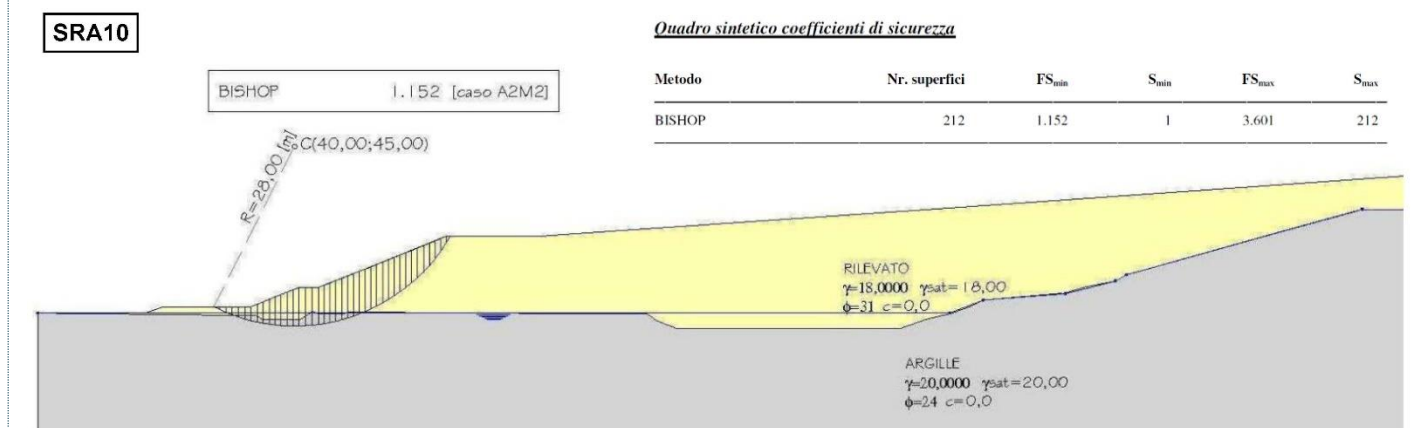 SRA10
Quadro sintetico coefficienti di sicurezza
Metodo Nr. superfici FSmin Smin FSmax Smax
BISHOP 212 1.152 1 3.601 212
BISHOP 1.152 [caso A2M2]
C(40,00;45,00)
R=28,00 [m]
RILEVATO
γ=18,0000 γsat=18,00
ϕ=31 c=0,0
ARGILLE
γ=20,0000 γsat=20,00
ϕ=24 c=0,0